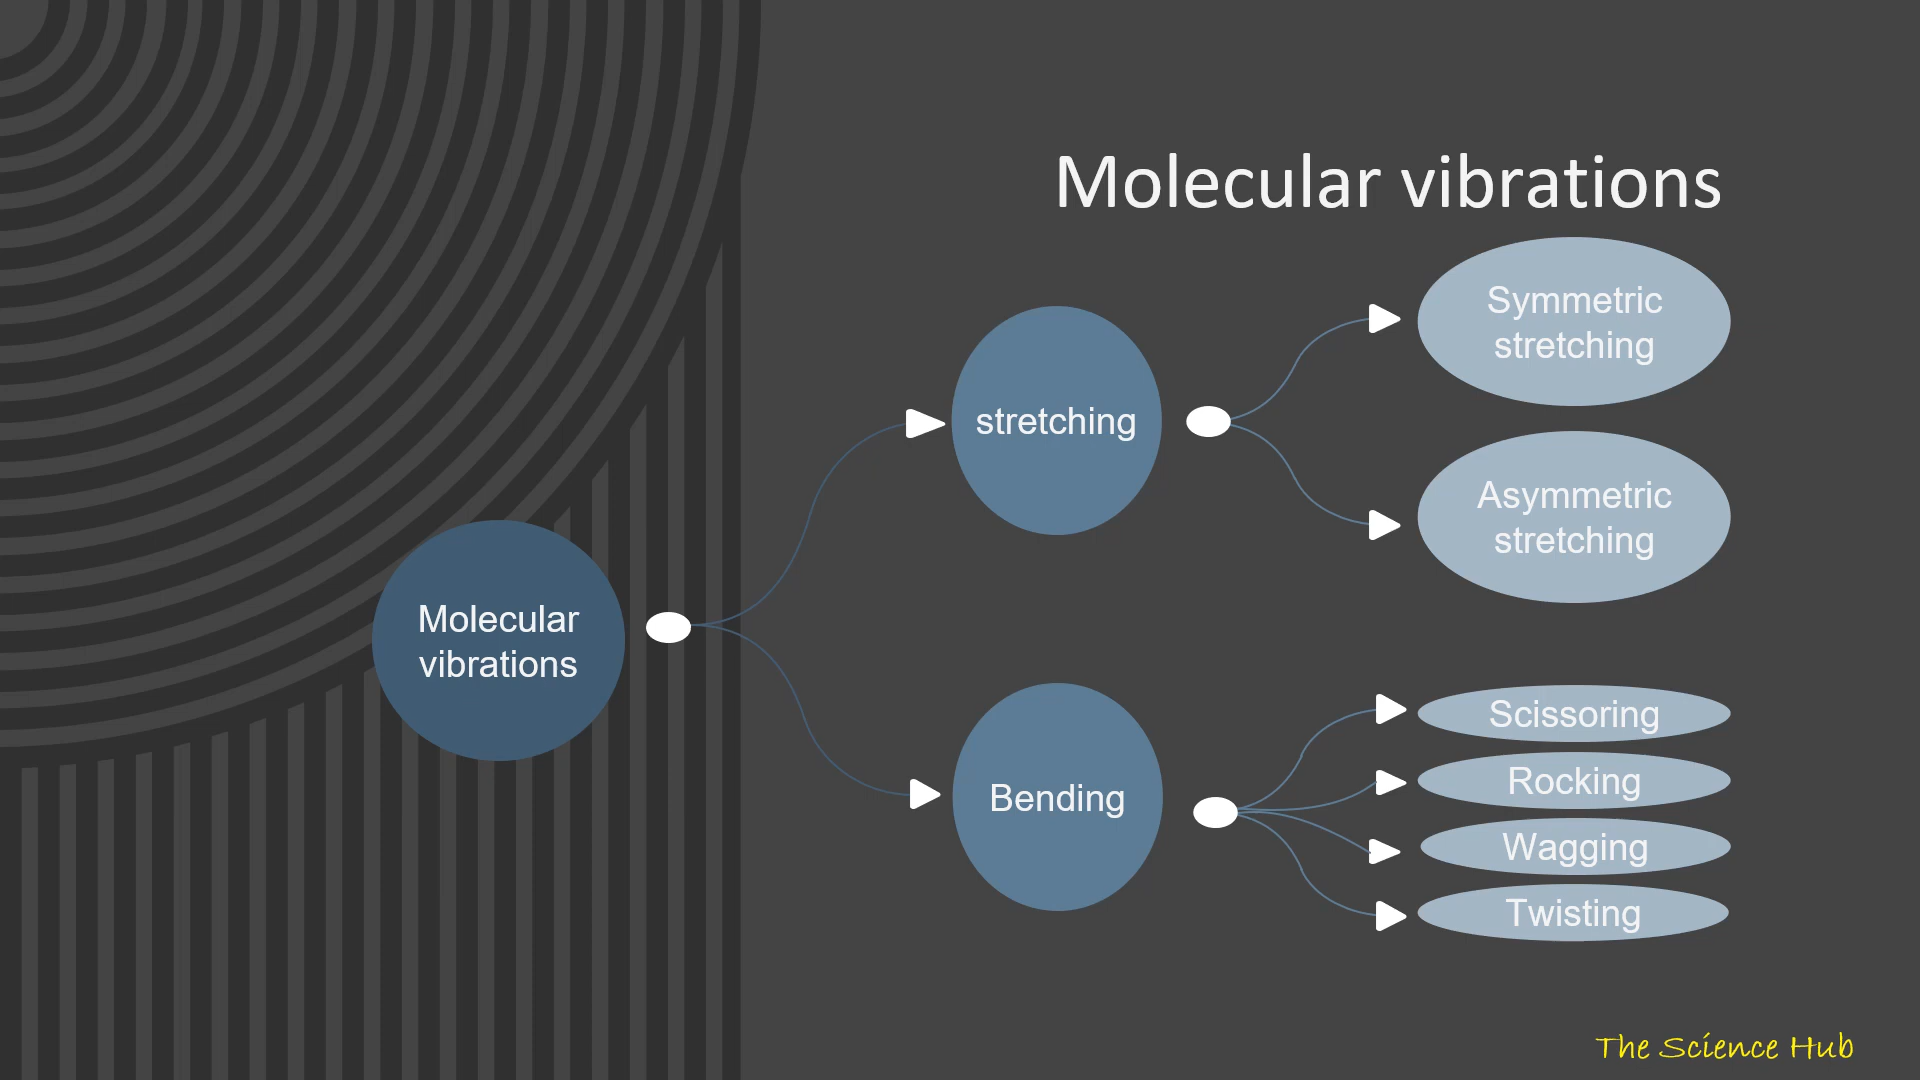 Molecular vibrations
Molecular
vibrations
stretching
Symmetric
stretching
Asymmetric
stretching
Bending
Scissoring
Rocking
Wagging
Twisting
The Science Hub